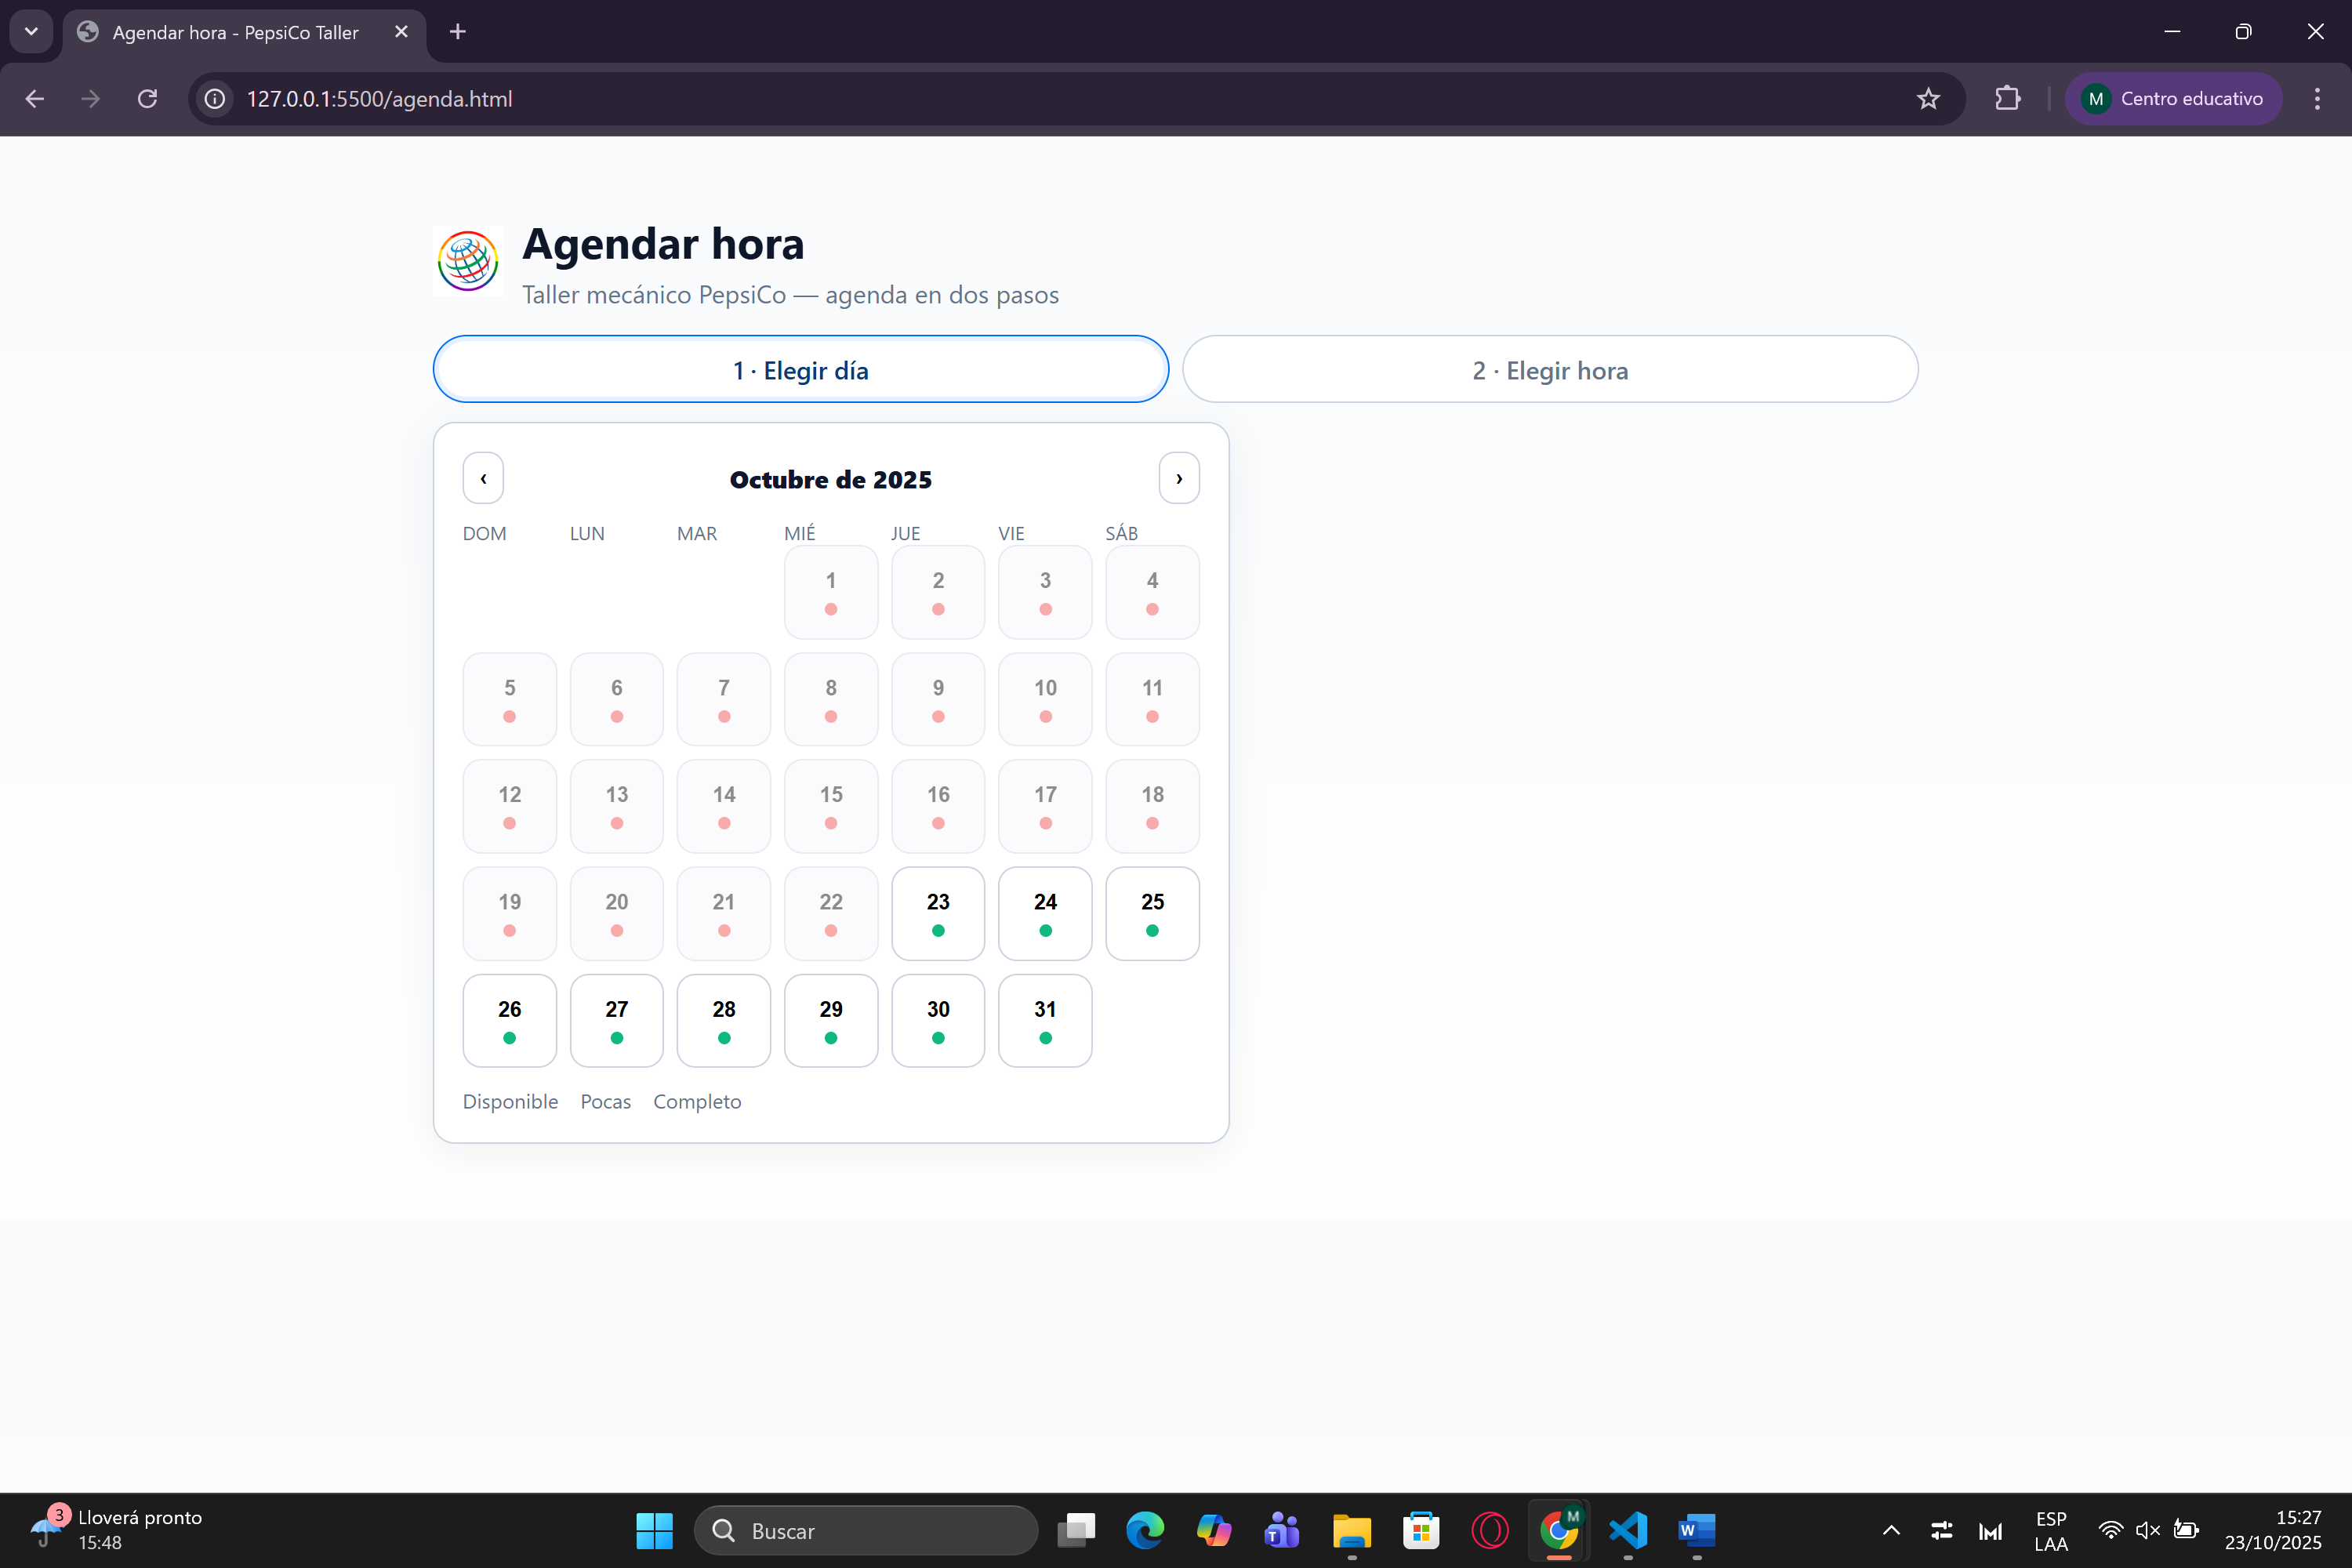 Agendar hora - PepsiCo Taller
127.0.0.1:5500/agenda.html
M Centro educativo
Agendar hora
Taller mecánico PepsiCo — agenda en dos pasos
1 · Elegir día
2 · Elegir hora
‹ Octubre de 2025 ›
DOM LUN MAR MIÉ JUE VIE SÁB
1 2 3 4
5 6 7 8 9 10 11
12 13 14 15 16 17 18
19 20 21 22 23 24 25
26 27 28 29 30 31
Disponible Pocas Completo
3
Lloverá pronto
15:48
Buscar
T
M
W
ESP
LAA
15:27
23/10/2025